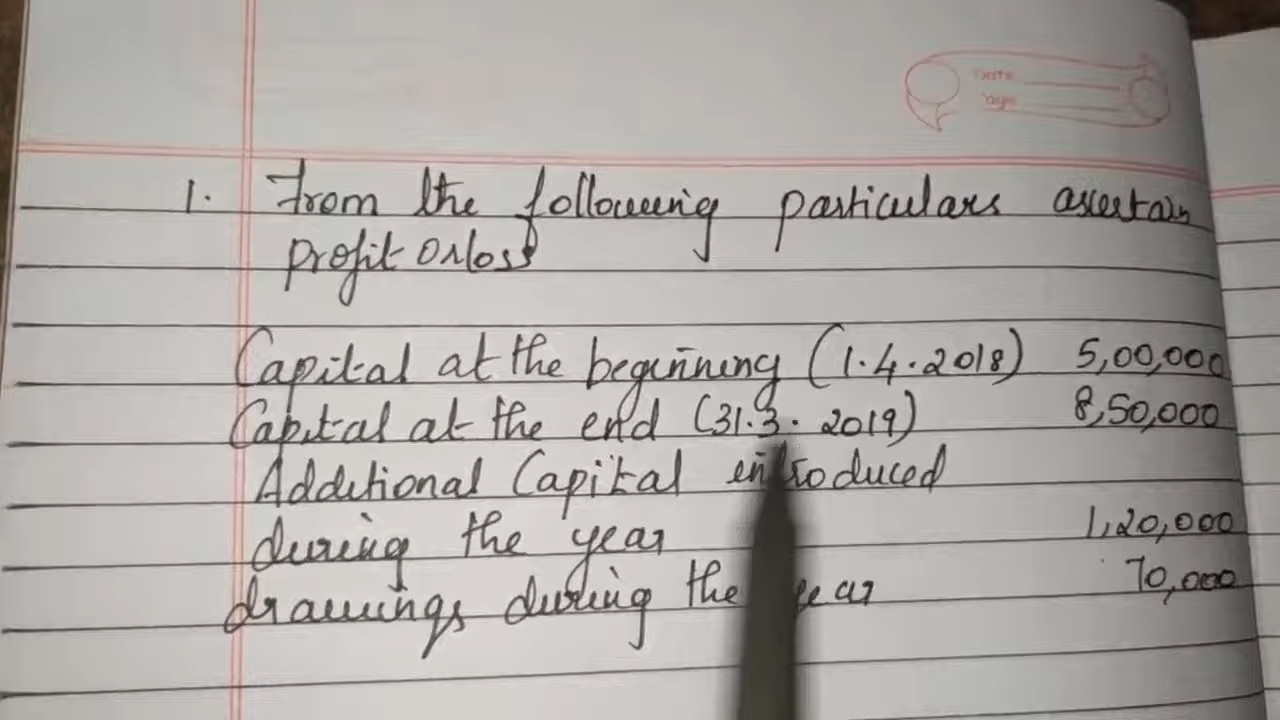 Date
Page
1. From the following particulars ascertain
profit or loss
Capital at the beginning (1.4.2018) 5,00,000
Capital at the end (31.3.2019) 8,50,000
Additional Capital introduced
during the year 1,20,000
drawings during the year 70,000